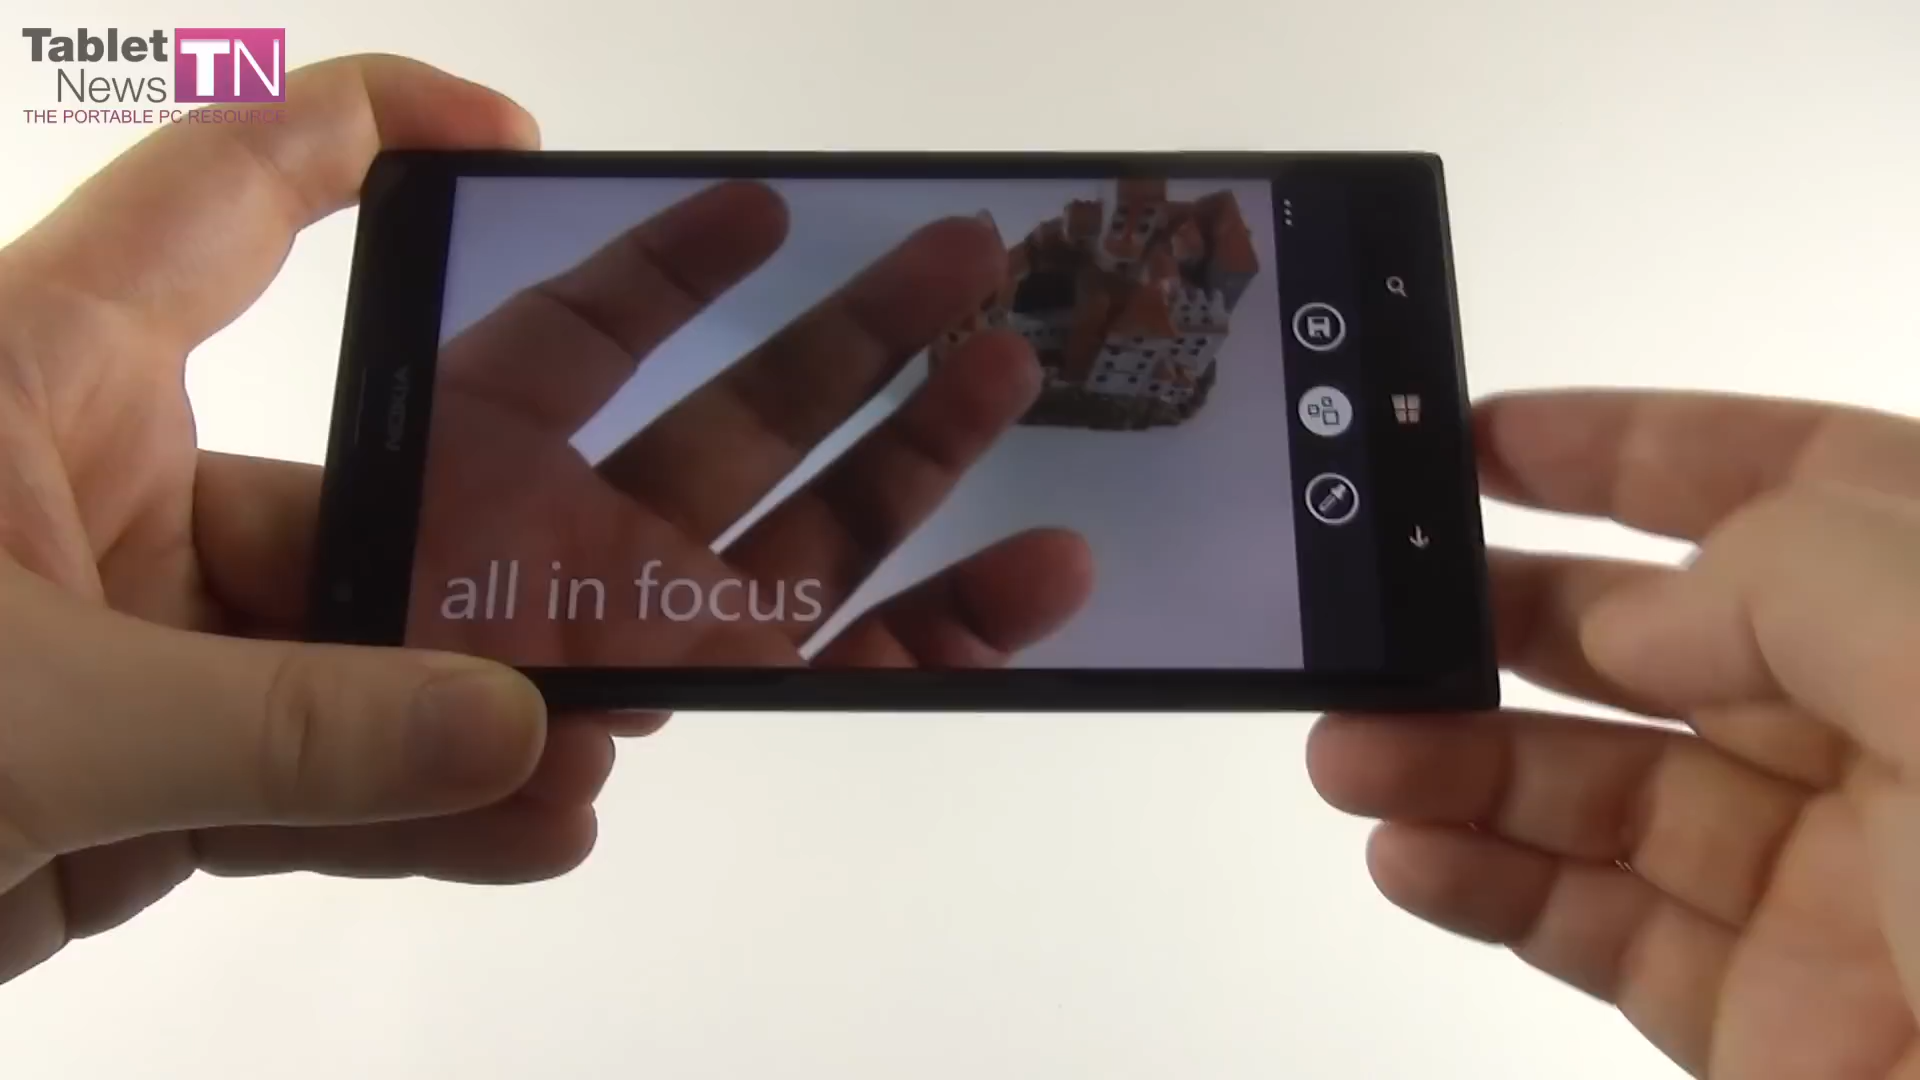 Tablet
News
TN
THE PORTABLE PC RESOURCE
NOKIA
all in focus